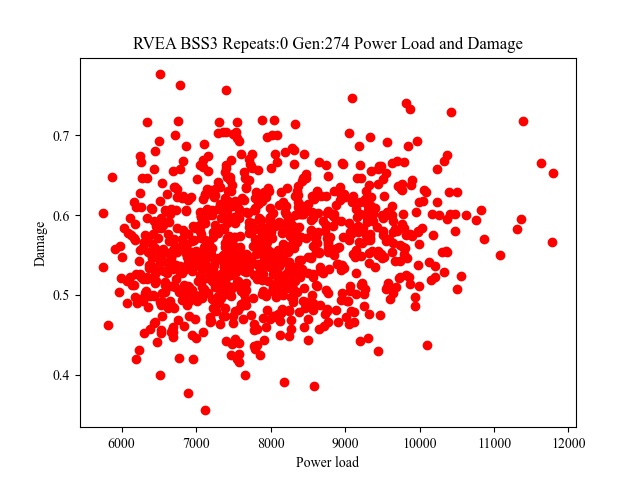 RVEA BSS3 Repeats:0 Gen:274 Power Load and Damage
0.7
0.6
0.5
0.4
Damage
6000 7000 8000 9000 10000 11000 12000
Power load